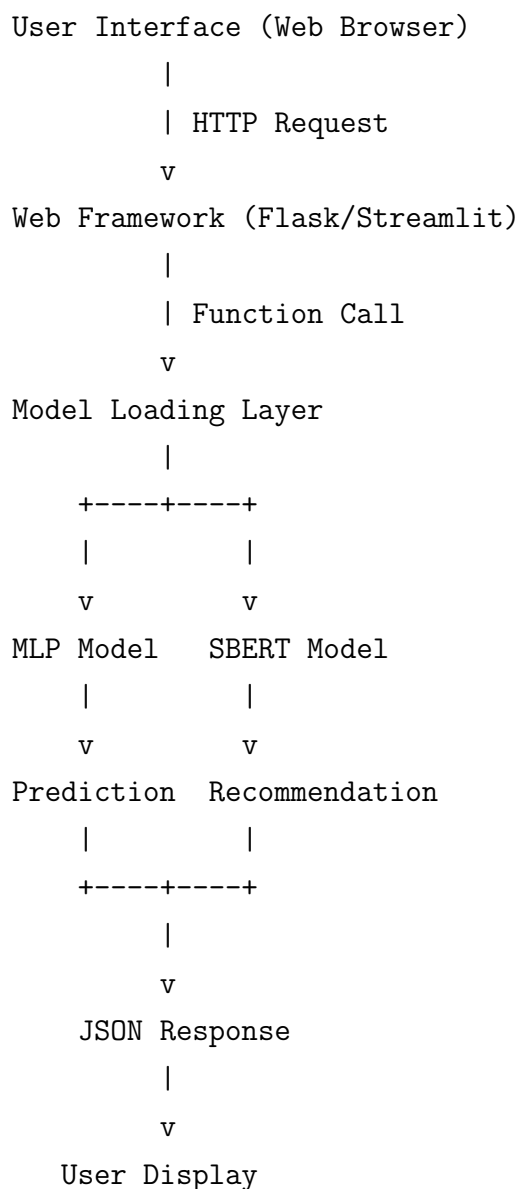 User Interface (Web Browser)
|
| HTTP Request
v
Web Framework (Flask/Streamlit)
|
| Function Call
v
Model Loading Layer
|
+----+----+
|         |
v         v
MLP Model   SBERT Model
|         |
v         v
Prediction  Recommendation
|         |
+----+----+
|
v
JSON Response
|
v
User Display